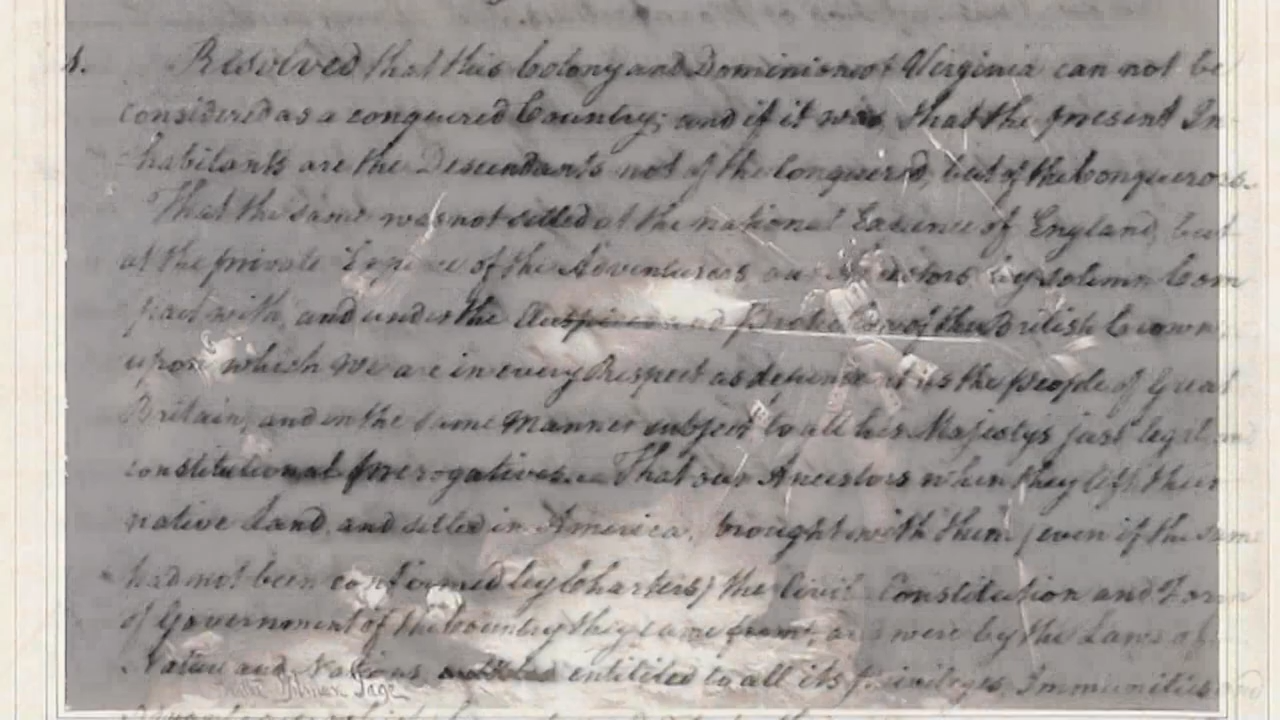 1. Resolved that this Colony and Dominion of Virginia can not be
considered as a conquered Country; and if it was that the present In-
habitants are the Descendants not of the Conquered, but of the Conquerors.
That the same was not setled at the national Expence of England, but
at the private Expence of the Adventurers our Ancestors by solemn Com
pact with, and under the Auspices and Protection of the British Crown,
upon which we are in every Respect as dependent as the people of Great
Britain, and in the same Manner subject to all his Majestys just legal and
constitutional Prerogatives. That our Ancestors when they left their
native Land, and setled in America, brought with them (even if the same
had not been confirmed by Charters) the Civil Constitution and Form
of Government of the Country they came from, and were by the Laws of
Nature and Nations, entitled to all its Privileges, Immunities and